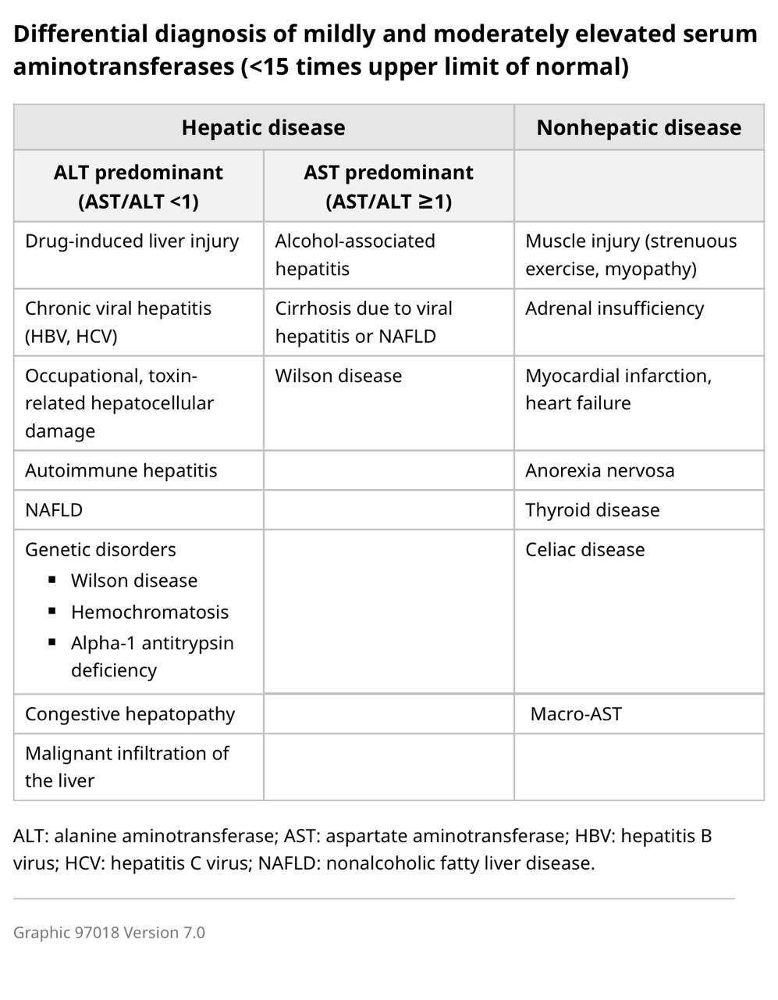 Differential diagnosis of mildly and moderately elevated serum
aminotransferases (<15 times upper limit of normal)
Hepatic disease
Nonhepatic disease
ALT predominant
(AST/ALT <1)
AST predominant
(AST/ALT ≥1)
Drug-induced liver injury
Alcohol-associated
hepatitis
Muscle injury (strenuous
exercise, myopathy)
Chronic viral hepatitis
(HBV, HCV)
Cirrhosis due to viral
hepatitis or NAFLD
Adrenal insufficiency
Occupational, toxin-
related hepatocellular
damage
Wilson disease
Myocardial infarction,
heart failure
Autoimmune hepatitis
Anorexia nervosa
NAFLD
Thyroid disease
Genetic disorders
▪ Wilson disease
▪ Hemochromatosis
▪ Alpha-1 antitrypsin
deficiency
Celiac disease
Congestive hepatopathy
Macro-AST
Malignant infiltration of
the liver
ALT: alanine aminotransferase; AST: aspartate aminotransferase; HBV: hepatitis B
virus; HCV: hepatitis C virus; NAFLD: nonalcoholic fatty liver disease.
Graphic 97018 Version 7.0